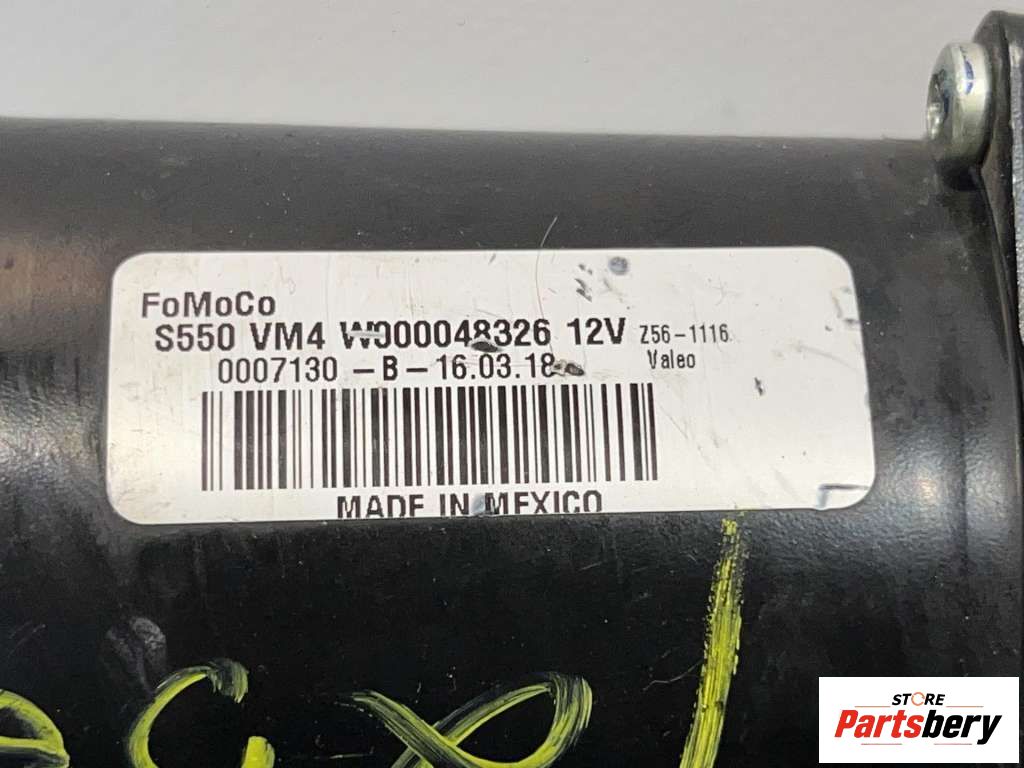 FoMoCo
S550 VM4 W000048326 12V Z56-1116
0007130 -B- 16.03.18 Valeo
MADE IN MEXICO
STORE
Partsbery